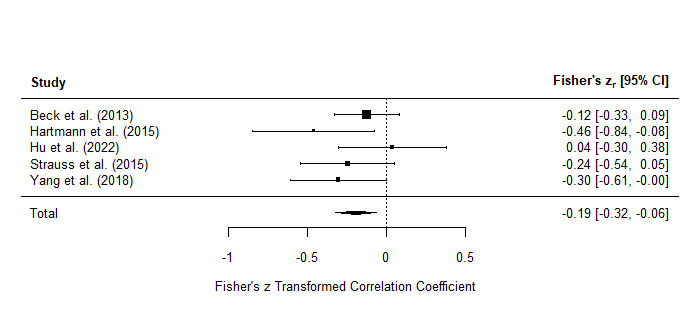 Study Fisher's zr [95% CI]
Beck et al. (2013) -0.12 [-0.33, 0.09]
Hartmann et al. (2015) -0.46 [-0.84, -0.08]
Hu et al. (2022) 0.04 [-0.30, 0.38]
Strauss et al. (2015) -0.24 [-0.54, 0.05]
Yang et al. (2018) -0.30 [-0.61, -0.00]
Total -0.19 [-0.32, -0.06]
-1 -0.5 0 0.5
Fisher's z Transformed Correlation Coefficient